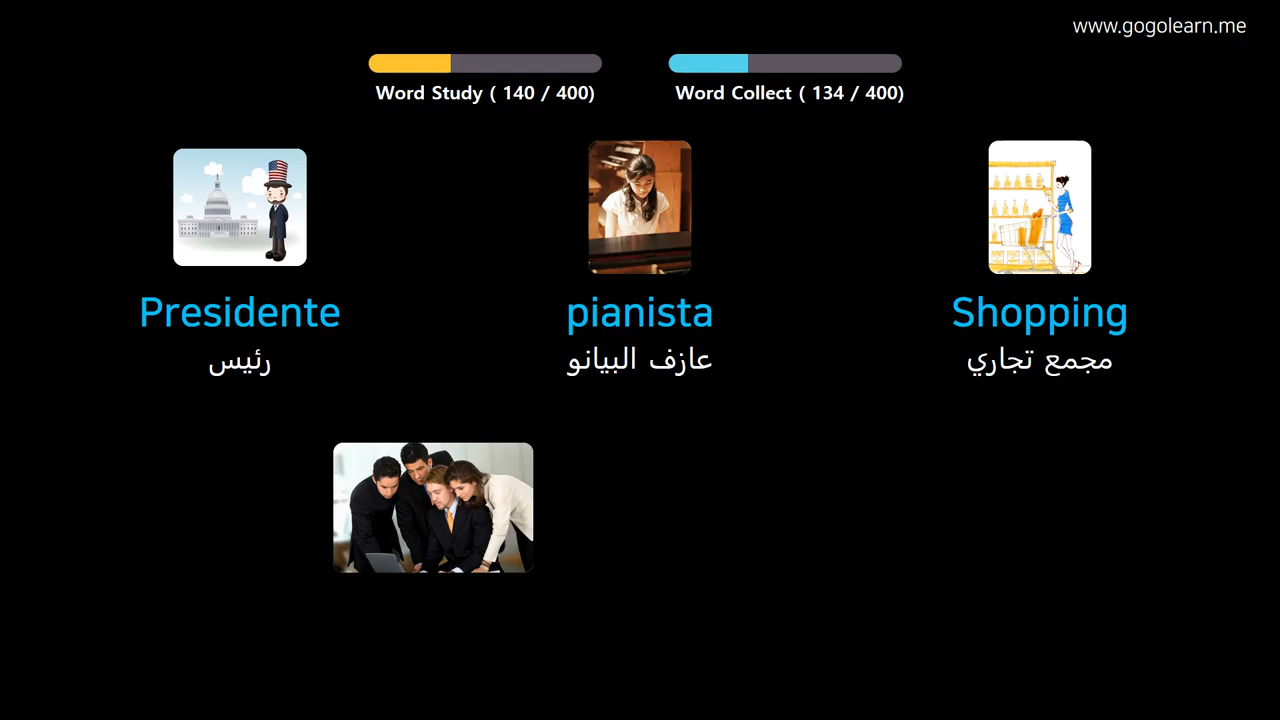 www.gogolearn.me
Word Study ( 140 / 400)
Word Collect ( 134 / 400)
Presidente
رئيس
pianista
عازف البيانو
Shopping
مجمع تجاري